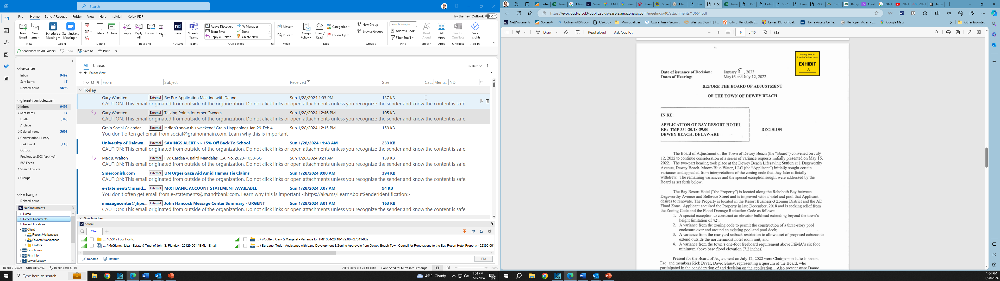 Search
File Home Send / Receive Folder View Help ndMail Kofax PDF
Try the new Outlook Off
New Email
New Items
Schedule a Meeting
Start Instant Meeting
Delete Archive
Reply Reply All Forward
Save
Share to Teams
Agave Discovery To Manager
Team Email Done
Reply & Delete Create New
Move
Rules
Assign Policy
Unread/ Read
Categorize
Follow Up
New Group
Browse Groups
Search People
Address Book
Filter Email
Read Aloud
All Apps
Send to OneNote
Viva Insights
New Zoom Delete Respond ND Save Teams Quick Steps Move Tags Groups Find Speech Apps OneNote Add-in
Send/Receive All Folders Undo Save As Print
Favorites
Inbox 9492
Sent Items 17
Deleted Items 5698
glenn@bmbde.com
Inbox 9492
Sent Items 17
Drafts [302]
Archive
Deleted Items 5698
Conversation History
Junk Email [139]
Outbox
Previous to 2008 (archive)
RSS Feeds
Search Folders
Groups
Exchange
Deleted Items
NetDocuments
Home
Recent Documents
Recent Locations
Client
Recent Workspaces
Favorite Workspaces
Folders
Firm Admin
Firm Info
Lewes Legacy
All Unread
By Date
Folder View
From Subject Received Size Cat... Menti... ND
Today
Gary Wootten External Re: Pre-Application Meeting with Daune Sun 1/28/2024 1:03 PM 137 KB
CAUTION: This email originated from outside of the organization. Do not click links or open attachments unless you recognize the sender and know the content is safe.
Gary Wootten External Talking Points for other Owners Sun 1/28/2024 12:46 PM 105 KB
CAUTION: This email originated from outside of the organization. Do not click links or open attachments unless you recognize the sender and know the content is safe.
Grain Social Calendar External It didn't snow this weekend! Grain Happenings Jan 29-Feb 4 Sun 1/28/2024 12:15 PM 159 KB
You don't often get email from social@grainonmain.com. Learn why this is important
University of Delawa... External SAVINGS ALERT >> 15% Off Back To School Sun 1/28/2024 11:43 AM 233 KB
CAUTION: This email originated from outside of the organization. Do not click links or open attachments unless you recognize the sender and know the content is safe.
Max B. Walton External FW: Cardea v. Baird Mandalas, C.A. No. 2023-1053-SG Sun 1/28/2024 9:21 AM 139 KB
CAUTION: This email originated from outside of the organization. Do not click links or open attachments unless you recognize the sender and know the content is safe.
Smerconish.com External UN Urges Gaza Aid Amid Hamas Tie Claims Sun 1/28/2024 8:00 AM 394 KB
CAUTION: This email originated from outside of the organization. Do not click links or open attachments unless you recognize the sender and know the content is safe.
e-statements@mand... External M&T BANK: ACCOUNT STATEMENT AVAILABLE Sun 1/28/2024 3:07 AM 94 KB
You don't often get email from e-statements@mandtbank.com. Learn why this is important <https://aka.ms/LearnAboutSenderIdentification>
messagecenter@jhpe... External John Hancock Message Center Summary - URGENT Sun 1/28/2024 3:01 AM 163 KB
CAUTION: This email originated from outside of the organization. Do not click links or open attachments unless you recognize the sender and know the content is safe.
Yesterday
ndMail
Client
... / 6534 / Four Points
... / Wootten, Gary & Margaret - Variance for TMP 334-20.18-172.00 - 27341-002
... / McGivney, Lisa - Estate & Trust of John S. Piendak - 26129-001 / EML - Email
... / Burbage, Todd - Assistance with Land Development & Zoning Approvals from Dewey Beach Town Council for Renovations to the Bay Resort Hotel Property - 22390-001
Rename Default File
Items: 219,809 Unread: 9,492 Reminders: 3,110
All folders are up to date. Connected to: Microsoft Exchange 100%
Type here to search
45°F Cloudy
1:04 PM
1/28/2024
40
https://evocloud-prod3-public.s3.us-east-2.amazonaws.com/meetings/40/attachments/13664.pdf
NetDocuments Soluno® GobiernoUSA.gov USA.gov Municipalities Quarantine - Securi... Westlaw Sign In | T... City of Rehoboth B... Lewes, DE | Official... Home Access Cente... Henlopen Acres - S... Google Maps Other favorites
Draw Read aloud Ask Copilot 6 of 10
Dewey Beach
Board of Adjustment
EXHIBIT
A
Date of issuance of Decision: January 5, 2023
Dates of Hearing: May16 and July 12, 2022
BEFORE THE BOARD OF ADJUSTMENT
OF THE TOWN OF DEWEY BEACH
IN RE:
APPLICATION OF BAY RESORT HOTEL
RE: TMP 334-20.18-39.00
DEWEY BEACH, DELAWARE
DECISION
The Board of Adjustment of the Town of Dewey Beach (the “Board”) convened on July
12, 2022 to continue consideration of a series of variance requests initially presented on May 16,
2022. The two-part hearing took place at the Dewey Beach Lifesaving Station at 1 Dagsworthy
Avenue, Dewey Beach. Moore Blue Water, LLC (the “Applicant”) initially sought certain
variances and appealed from interpretations of the zoning code that they later officially
withdrew. The remaining variances and the special exception sought were addressed by the
Board as set forth below.
The Bay Resort Hotel (“the Property”) is located along the Rehoboth Bay between
Dagsworthy Avenue and Bellevue Street and is improved with a hotel and pool that Applicant
desires to renovate. The Property is located in the Resort Business-3 Zoning District and the AE
Flood Zone. Applicant acquired the Property in late December, 2018 and is seeking relief from
the Zoning Code and the Flood Damage Reduction Code as follows:
1. A special exception to construct an elevator bulkhead extending beyond the town's
height limitation of 42';
2. A variance from the zoning code to permit the construction of a three-story pool
enclosure over and around an existing pool and pool deck;
3. A variance from the rear yard setback restriction to allow a set of proposed cabanas to
extend outside the northernmost hotel room unit; and
4. A variance from the town's one-foot freeboard requirement above FEMA's six foot
minimum above base flood elevation (7.2 inches).
Present for the Board of Adjustment on July 12, 2022 were Chairperson Julie Johnson,
Esq. and members Rick Dryer, David Shuey, representing a quorum of the Board, who
participated in the consideration of and decision on the application1. Also present were Daune
1:04 PM
1/28/2024